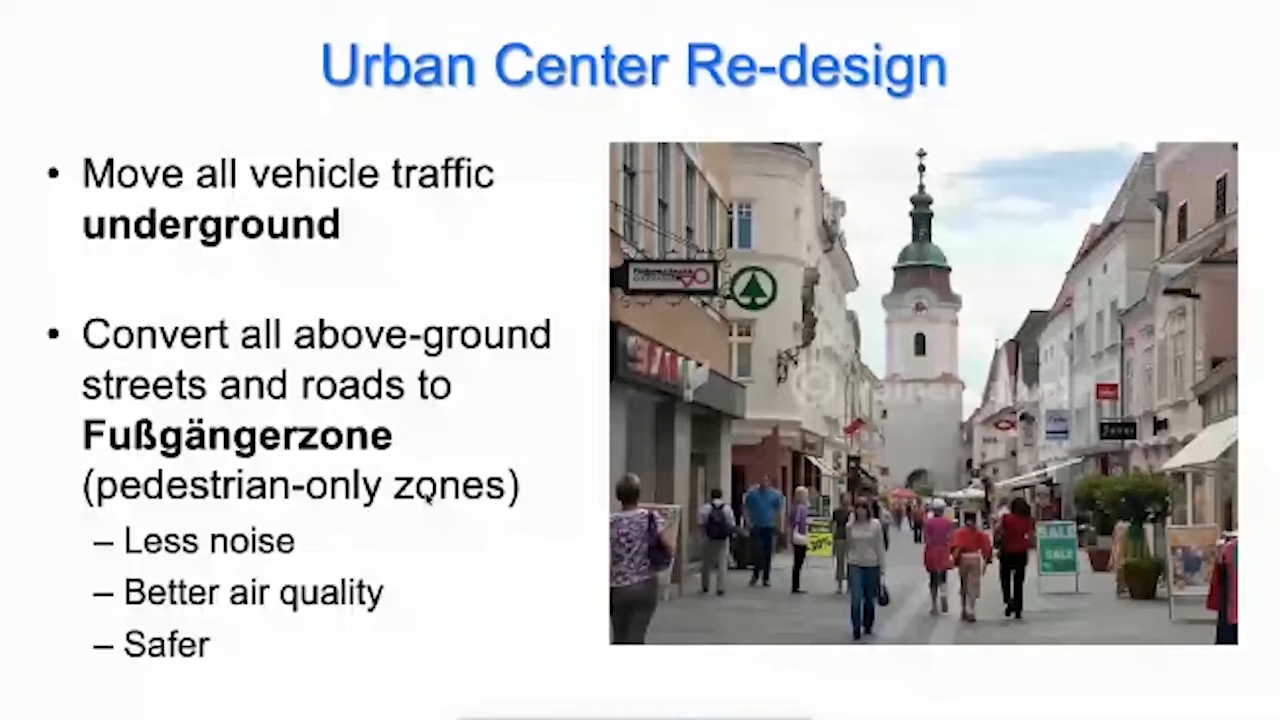 Urban Center Re-design
• Move all vehicle traffic
underground
• Convert all above-ground
streets and roads to
Fußgängerzone
(pedestrian-only zones)
– Less noise
– Better air quality
– Safer
30%
SALE
SALE